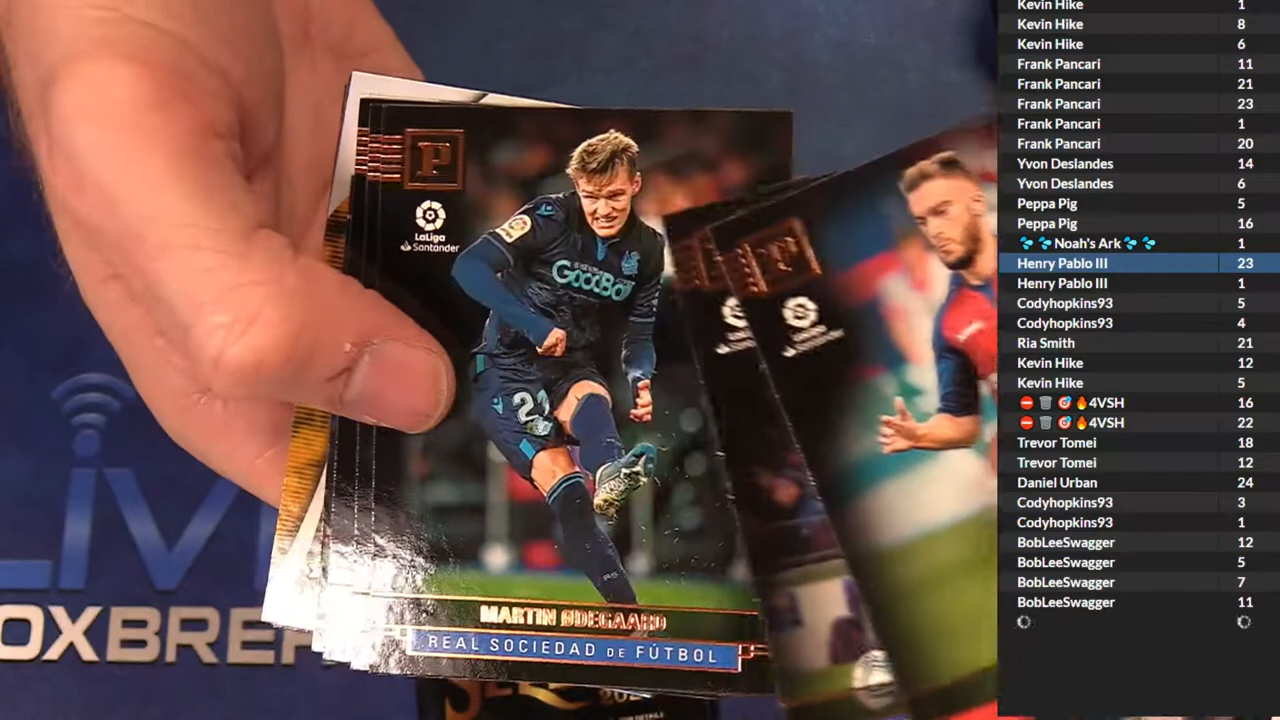 P
LaLiga
Santander
GOODBALL
22
MARTIN ØDEGAARD
REAL SOCIEDAD DE FÚTBOL
P
LiV
OXBRE
Kevin Hike 1
Kevin Hike 8
Kevin Hike 6
Frank Pancari 11
Frank Pancari 21
Frank Pancari 23
Frank Pancari 1
Frank Pancari 20
Yvon Deslandes 14
Yvon Deslandes 6
Peppa Pig 5
Peppa Pig 16
💦 💦 Noah's Ark 💦 💦 1
Henry Pablo III 23
Henry Pablo III 1
Codyhopkins93 5
Codyhopkins93 4
Ria Smith 21
Kevin Hike 12
Kevin Hike 5
⛔ 🗑️ 🎯 🔥4VSH 16
⛔ 🗑️ 🎯 🔥4VSH 22
Trevor Tomei 18
Trevor Tomei 12
Daniel Urban 24
Codyhopkins93 3
Codyhopkins93 1
BobLeeSwagger 12
BobLeeSwagger 5
BobLeeSwagger 7
BobLeeSwagger 11